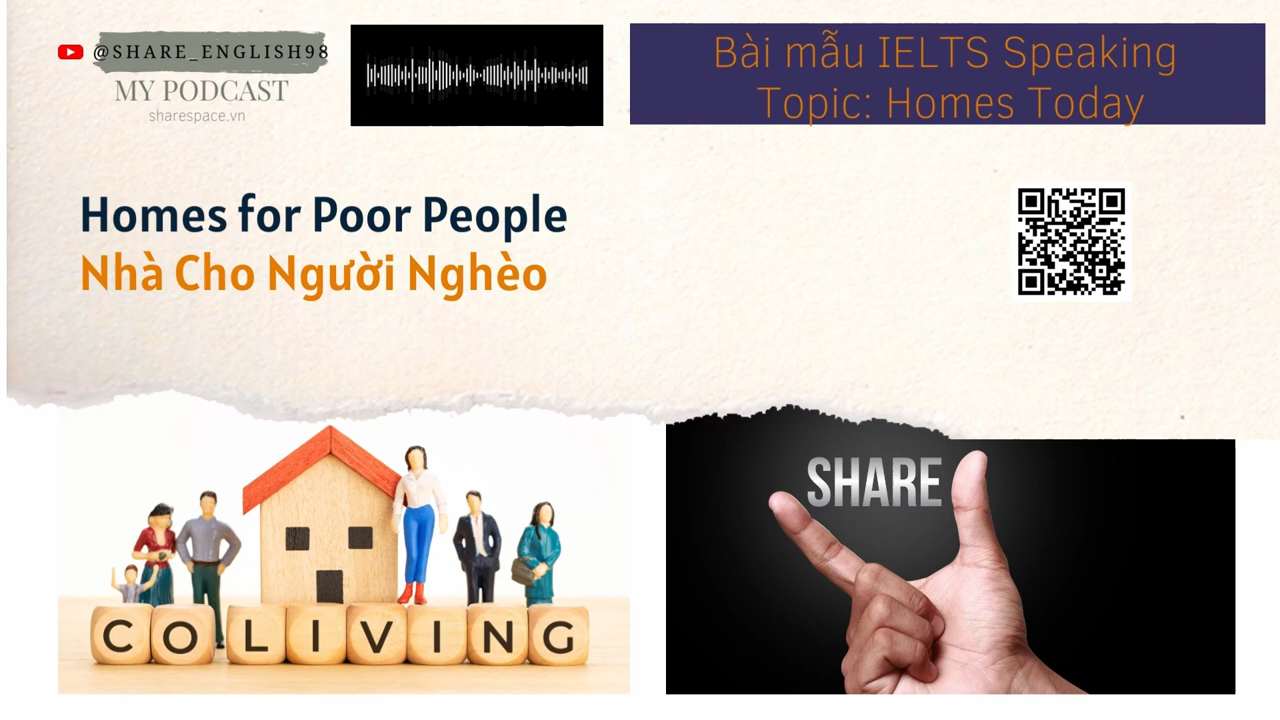 @SHARE_ENGLISH98
MY PODCAST
sharespace.vn
Bài mẫu IELTS Speaking
Topic: Homes Today
Homes for Poor People
Nhà Cho Người Nghèo
COLIVING
SHARE